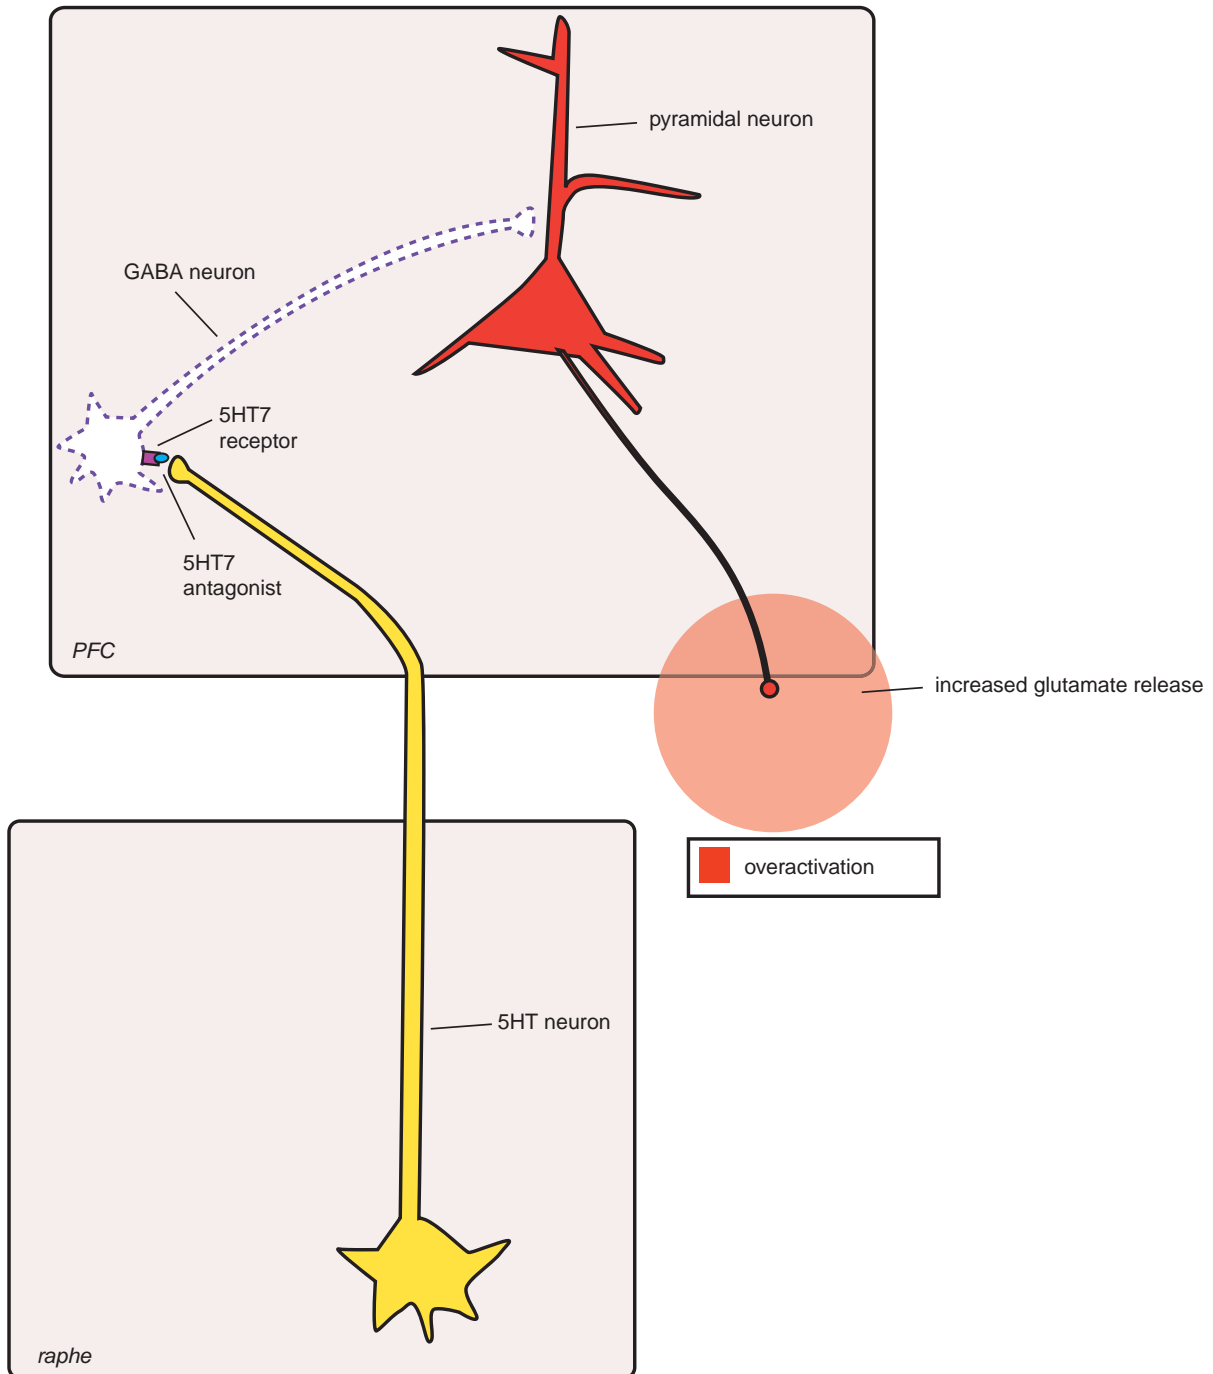 pyramidal neuron
GABA neuron
5HT7
receptor
5HT7
antagonist
PFC
increased glutamate release
overactivation
5HT neuron
raphe